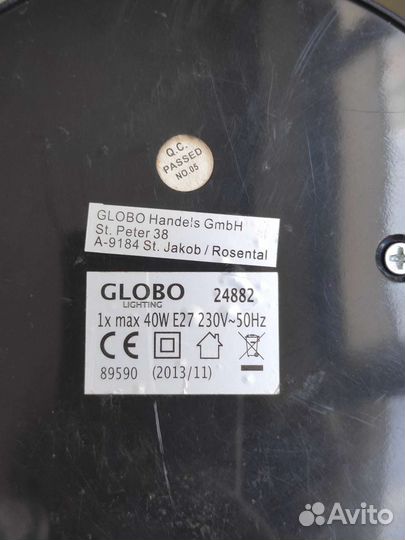 Q.C.
PASSED
NO.05
GLOBO Handels GmbH
St. Peter 38
A-9184 St. Jakob / Rosental
GLOBO 24882
LIGHTING
1x max 40W E27 230V~50Hz
CE
89590 (2013/11)
Avito